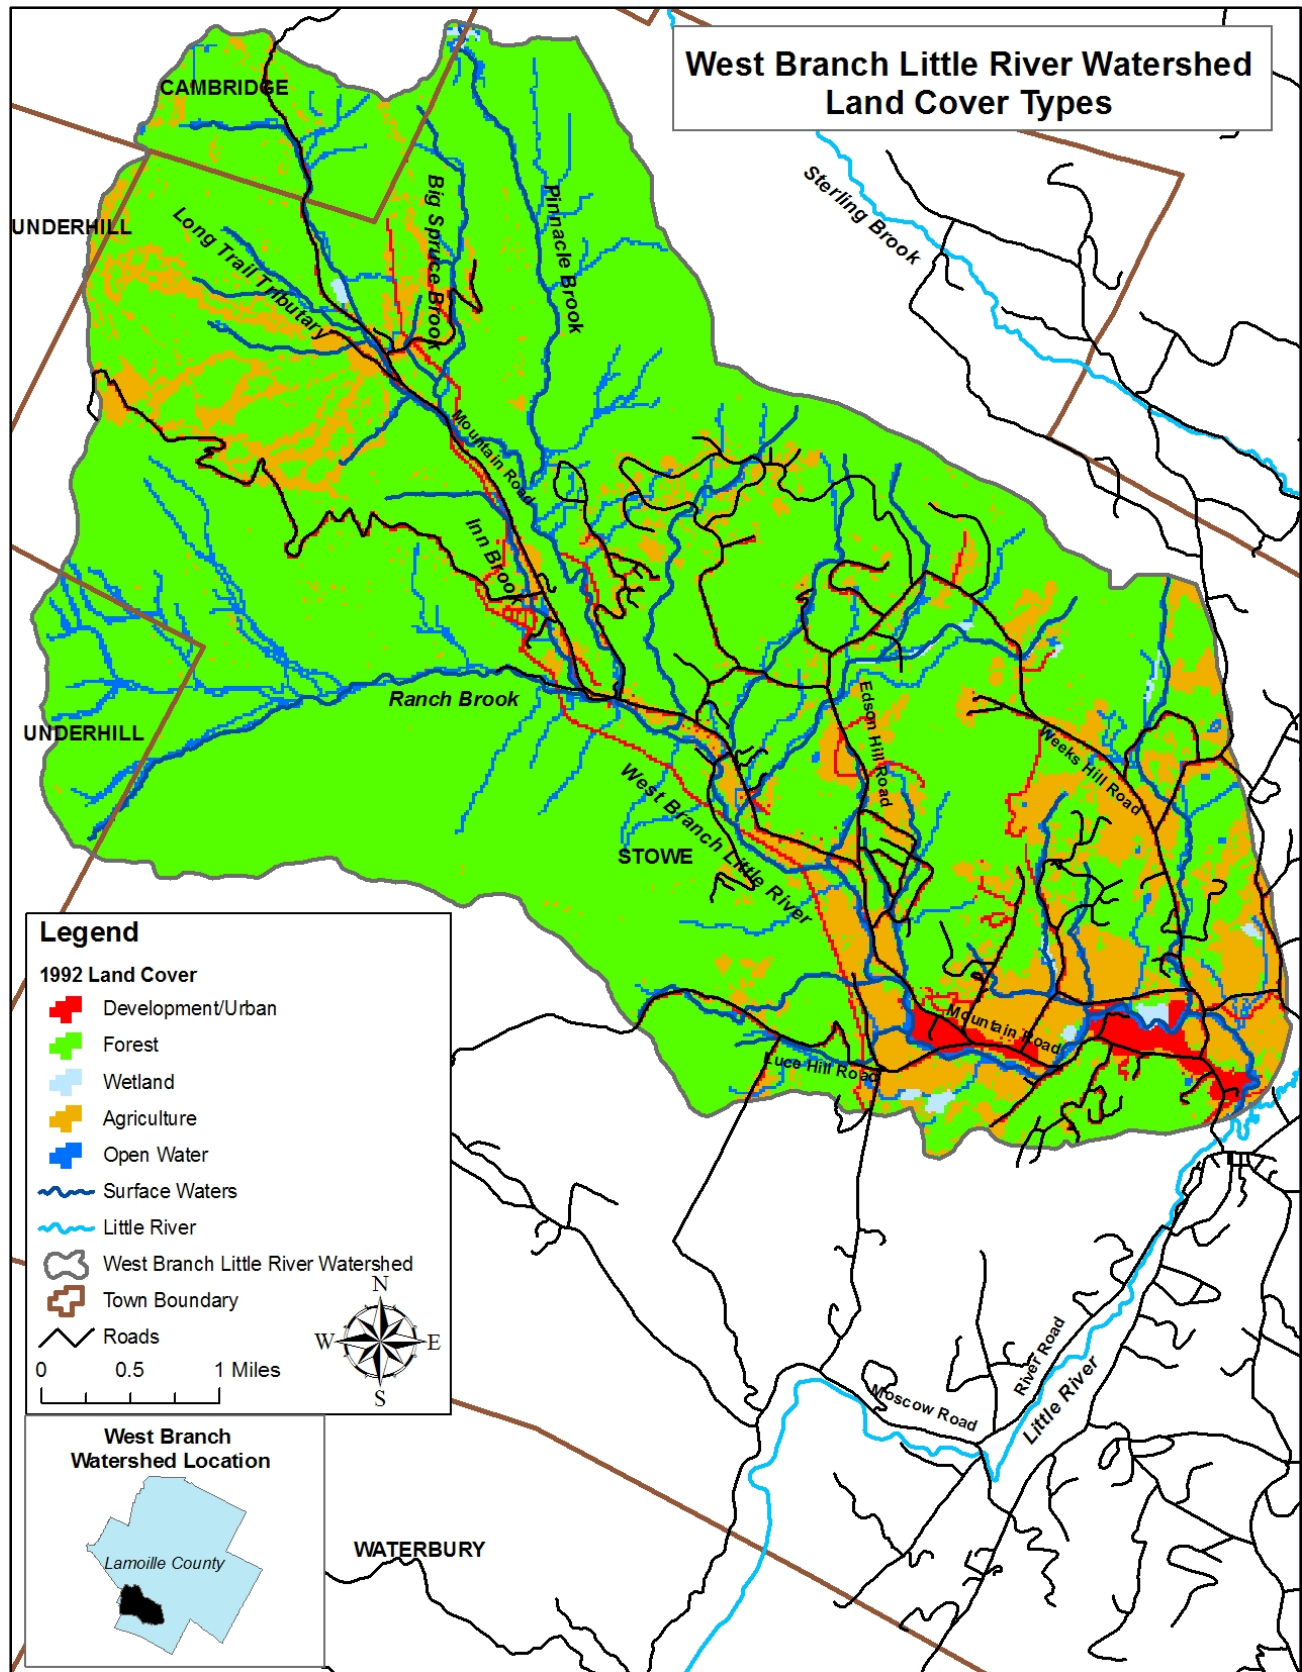 West Branch Little River Watershed
Land Cover Types
CAMBRIDGE
Sterling Brook
UNDERHILL
Long Trail Tributary
Big Spruce Brook
Pinnacle Brook
Mountain Road
Inn Brook
Ranch Brook
UNDERHILL
Edson Hill Road
Weeks Hill Road
West Branch Little River
STOWE
Mountain Road
Luce Hill Road
Legend
1992 Land Cover
Development/Urban
Forest
Wetland
Agriculture
Open Water
Surface Waters
Little River
West Branch Little River Watershed
Town Boundary
Roads
N
W
E
S
0 0.5 1 Miles
River Road
Little River
Moscow Road
West Branch
Watershed Location
Lamoille County
WATERBURY